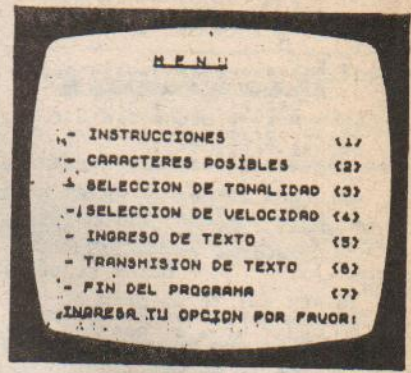 M E N U
- INSTRUCCIONES <1>
- CARACTERES POSIBLES <2>
- SELECCION DE TONALIDAD <3>
- SELECCION DE VELOCIDAD <4>
- INGRESO DE TEXTO <5>
- TRANSMISION DE TEXTO <6>
- FIN DEL PROGRAMA <7>
INGRESA TU OPCION POR FAVOR: